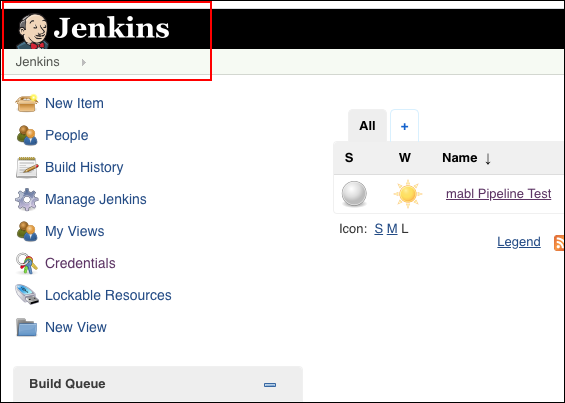 Jenkins
Jenkins
New Item
People
Build History
Manage Jenkins
My Views
Credentials
Lockable Resources
New View
Build Queue
All +
S W Name ↓
mabl Pipeline Test
Icon: S M L
Legend